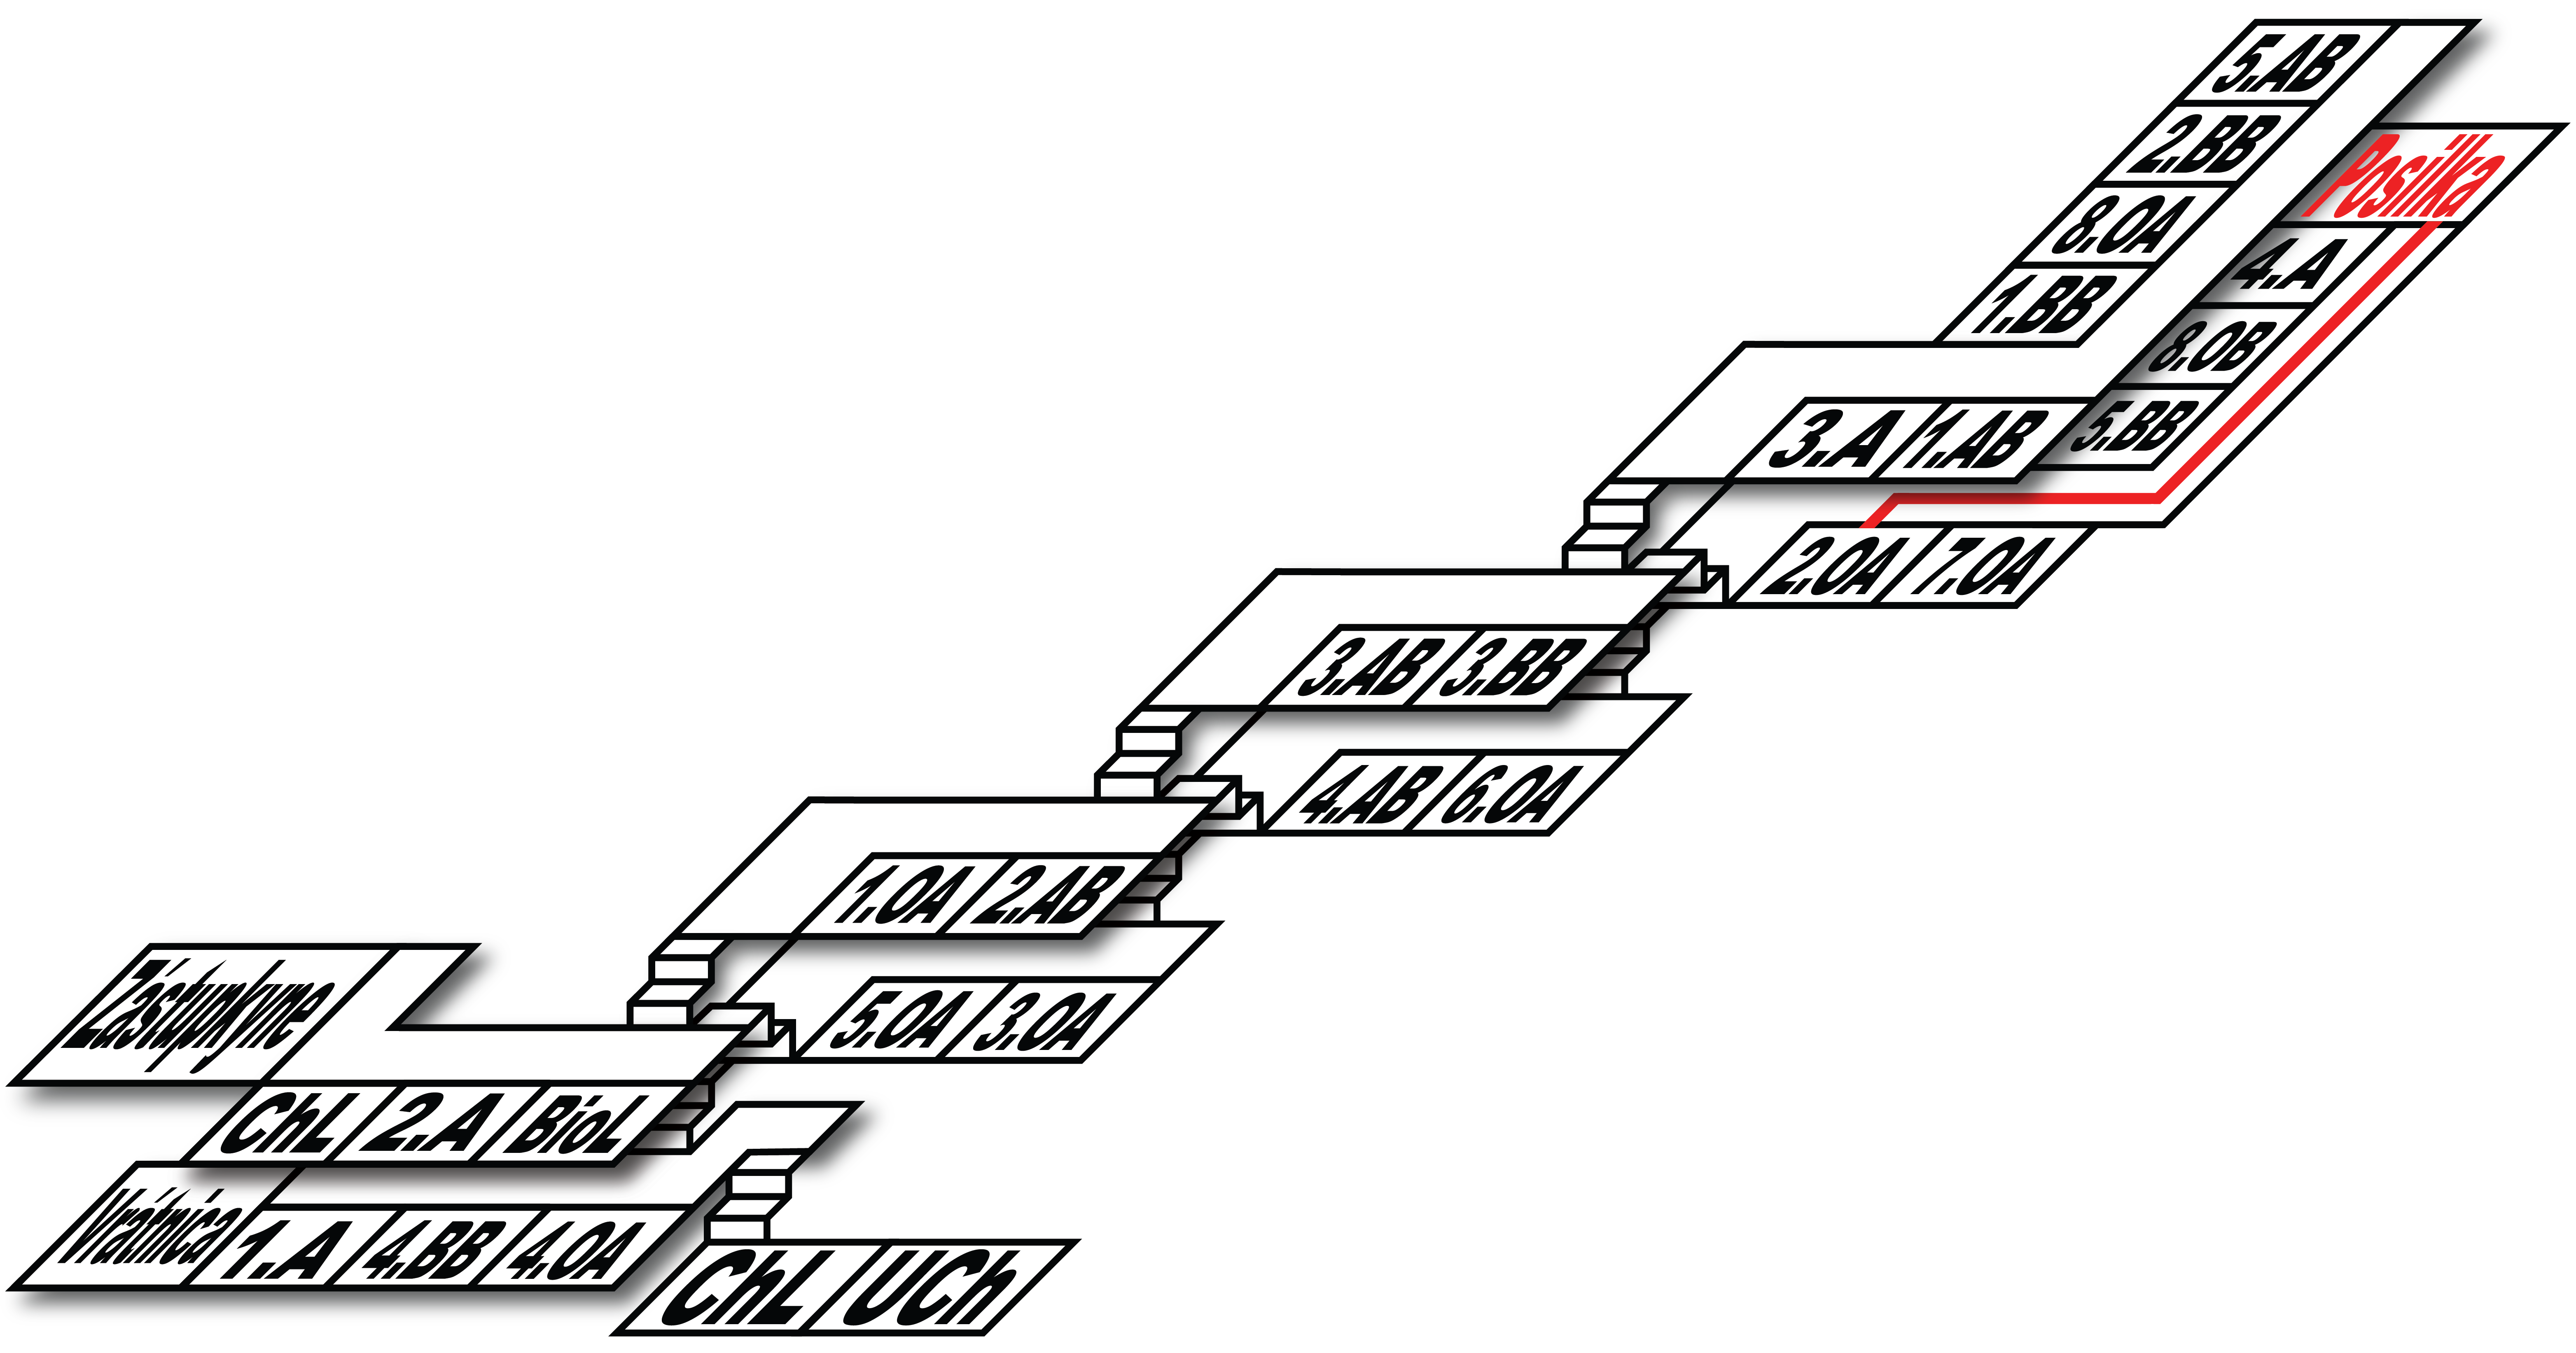 5.AB
2.BB
Posilka
8.OA
4.A
1.BB
8.OB
3.A 1.AB
5.BB
2.OA 7.OA
3.AB 3.BB
4.AB 6.OA
1.OA 2.AB
5.OA 3.OA
Zástupkyne
ChL 2.A BioL
Vrátnica
1.A 4.BB 4.OA
ChL UCh